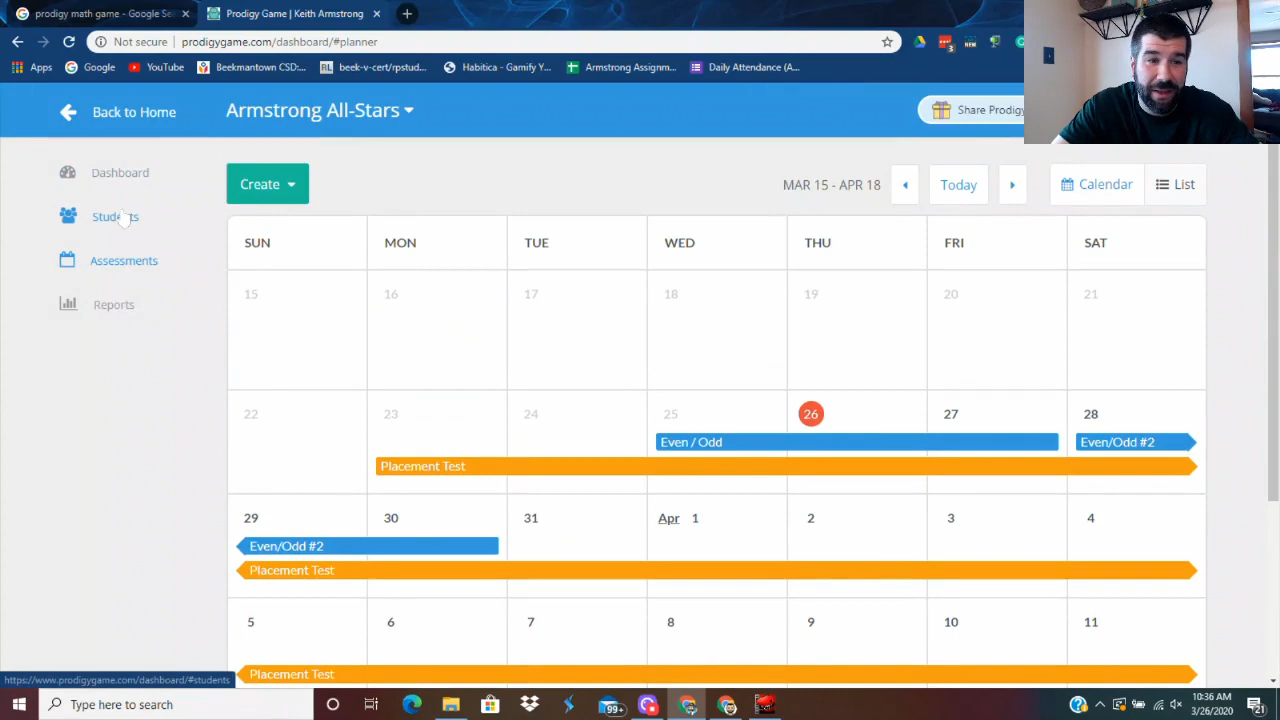 prodigy math game - Google Se
Prodigy Game | Keith Armstrong
Not secure | prodigygame.com/dashboard/#planner
3
NEW
Apps
Google
YouTube
Beekmantown CSD:...
RL
beek-v-cert/rpstud...
Habitica - Gamify Y...
Armstrong Assignm...
Daily Attendance (A...
Back to Home
Armstrong All-Stars
Share Prodigy
Dashboard
Students
Assessments
Reports
Create
MAR 15 - APR 18
Today
Calendar
List
SUN MON TUE WED THU FRI SAT
15 16 17 18 19 20 21
22 23 24 25 26 27 28
Even / Odd
Even/Odd #2
Placement Test
29 30 31 Apr 1 2 3 4
Even/Odd #2
Placement Test
5 6 7 8 9 10 11
Placement Test
https://www.prodigygame.com/dashboard/#students
Type here to search
99+
10:36 AM
3/26/2020
21